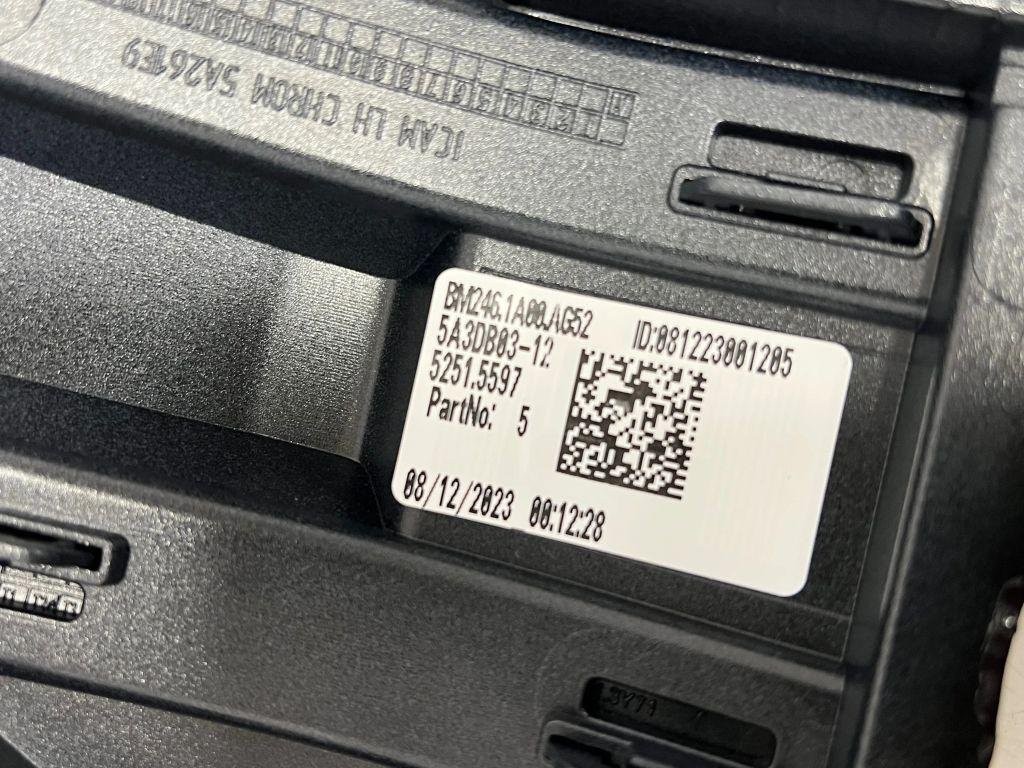 ICAM LH CHROM 5A261E9
BM246.1A00.AG52
5A3DB03-12
5251.5597
PartNo: 5
ID:081223001205
08/12/2023 00:12:28